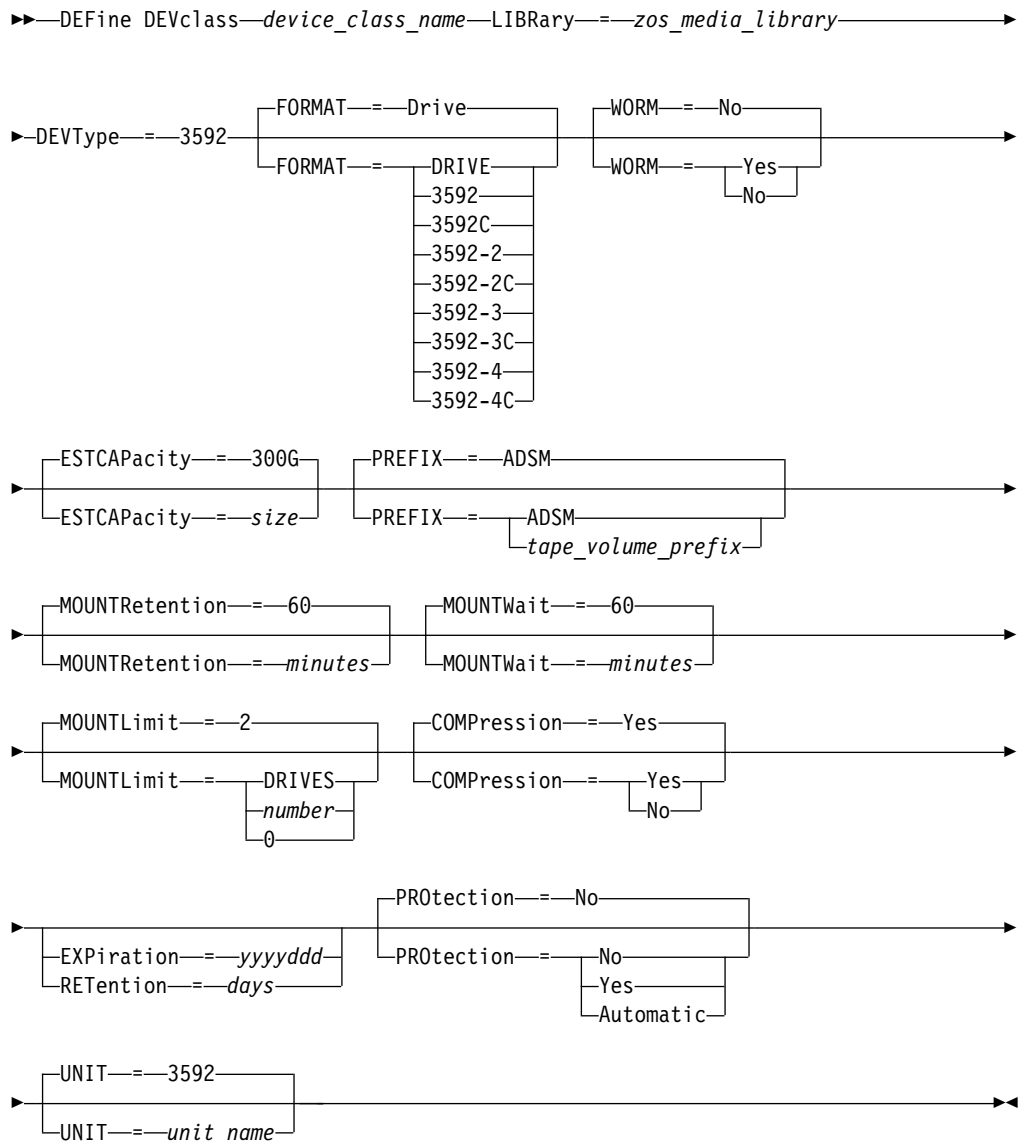 DEFine DEVclass device_class_name LIBRary = zos_media_library
FORMAT = Drive WORM = No
DEVType = 3592
FORMAT = DRIVE WORM = Yes
3592 No
3592C
3592-2
3592-2C
3592-3
3592-3C
3592-4
3592-4C
ESTCAPacity = 300G PREFIX = ADSM
ESTCAPacity = size PREFIX = ADSM
tape_volume_prefix
MOUNTRetention = 60 MOUNTWait = 60
MOUNTRetention = minutes MOUNTWait = minutes
MOUNTLimit = 2 COMPression = Yes
MOUNTLimit = DRIVES COMPression = Yes
number No
0
PROtection = No
EXPiration = yyyyddd PROtection = No
RETention = days Yes
Automatic
UNIT = 3592
UNIT = unit name